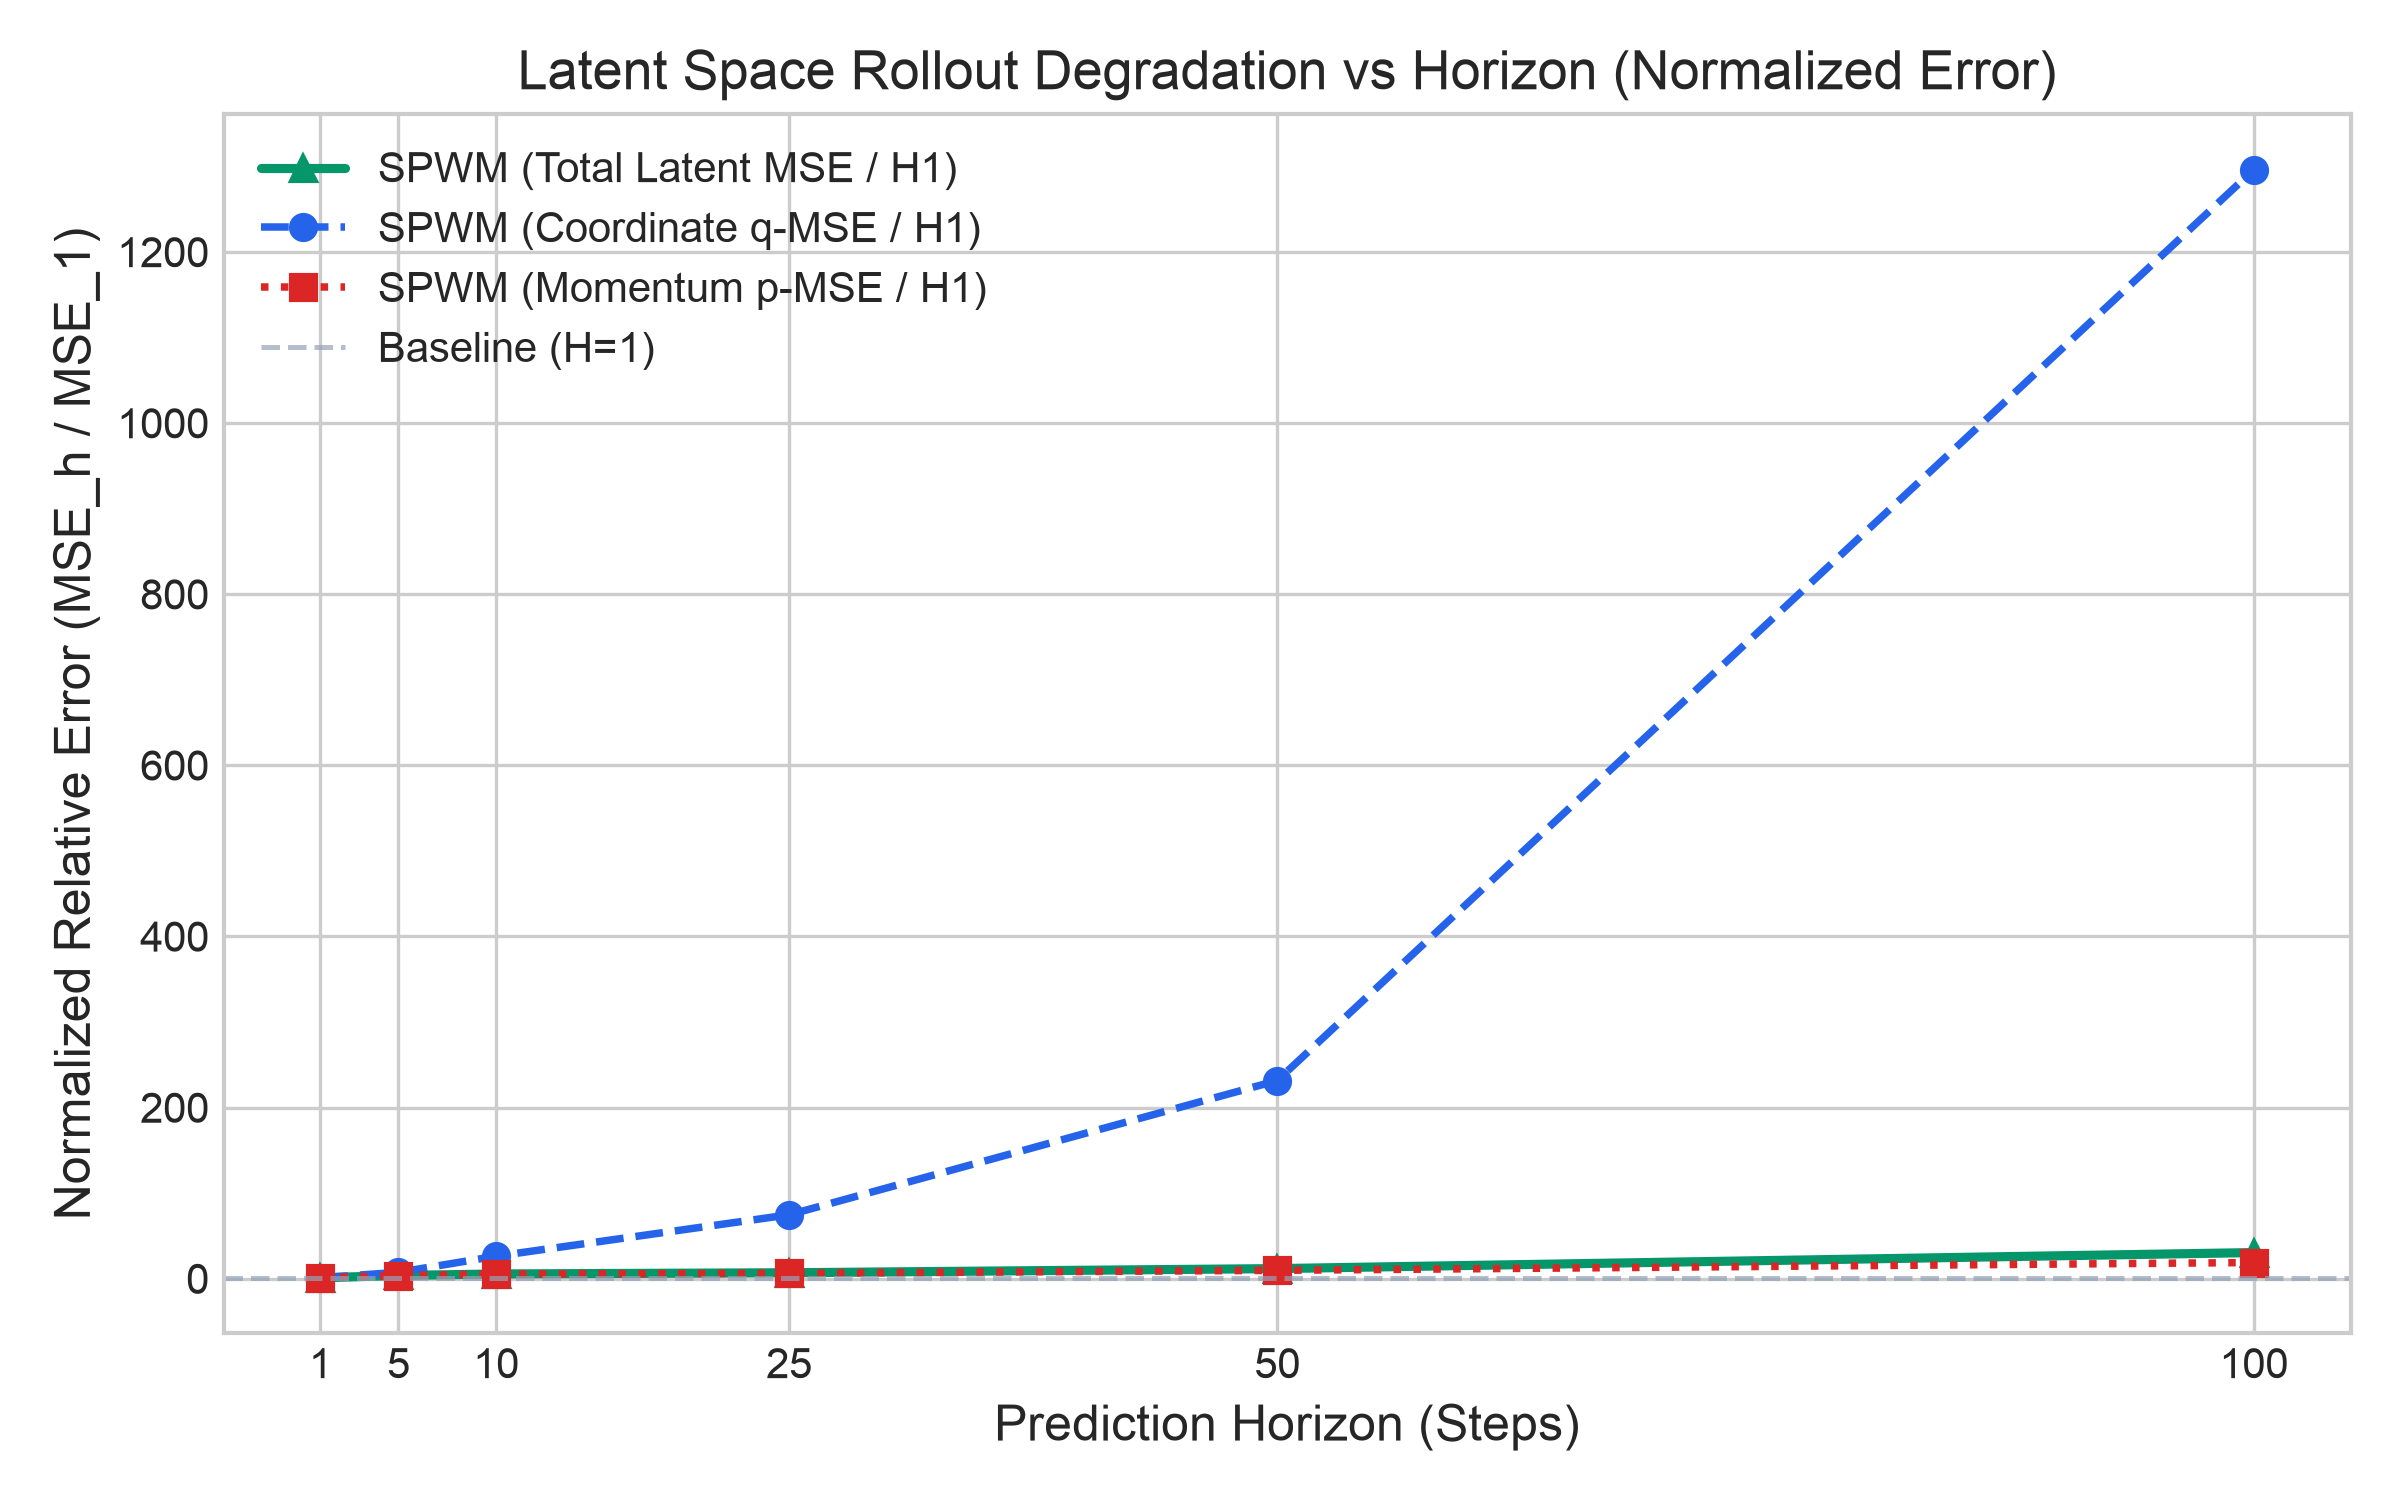 Latent Space Rollout Degradation vs Horizon (Normalized Error)
SPWM (Total Latent MSE / H1)
SPWM (Coordinate q-MSE / H1)
SPWM (Momentum p-MSE / H1)
Baseline (H=1)
Normalized Relative Error (MSE_h / MSE_1)
1200
1000
800
600
400
200
0
1 5 10 25 50 100
Prediction Horizon (Steps)